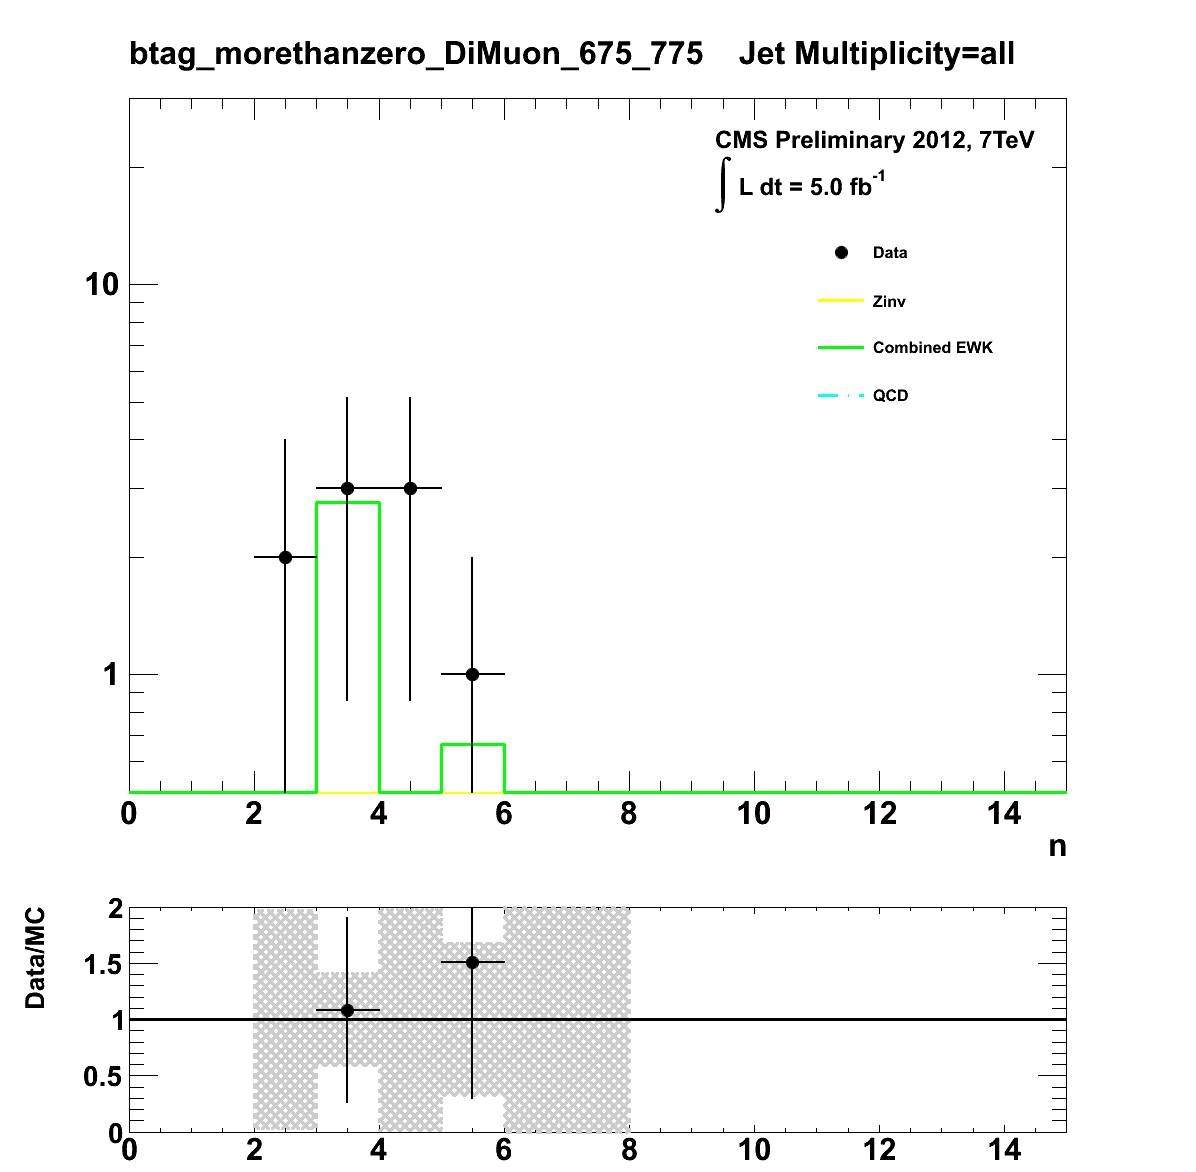 btag_morethanzero_DiMuon_675_775 Jet Multiplicity=all
CMS Preliminary 2012, 7TeV
∫ L dt = 5.0 fb⁻¹
Data
Zinv
Combined EWK
QCD
10
1
0 2 4 6 8 10 12 14
n
Data/MC
2
1.5
1
0.5
0
0 2 4 6 8 10 12 14